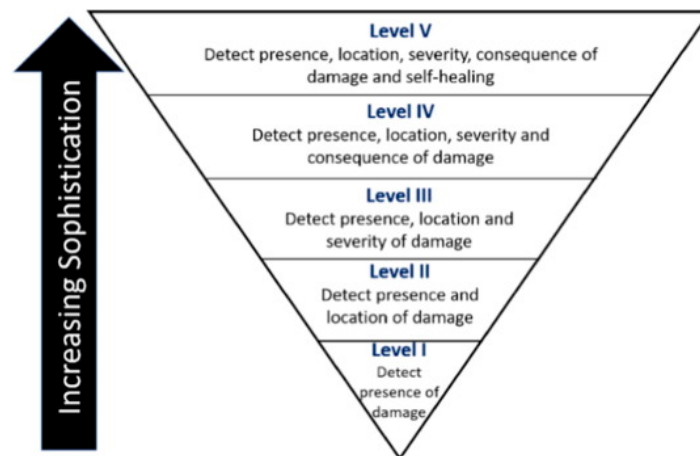 Increasing Sophistication
Level V
Detect presence, location, severity, consequence of
damage and self-healing
Level IV
Detect presence, location, severity and
consequence of damage
Level III
Detect presence, location and
severity of damage
Level II
Detect presence and
location of damage
Level I
Detect
presence of
damage